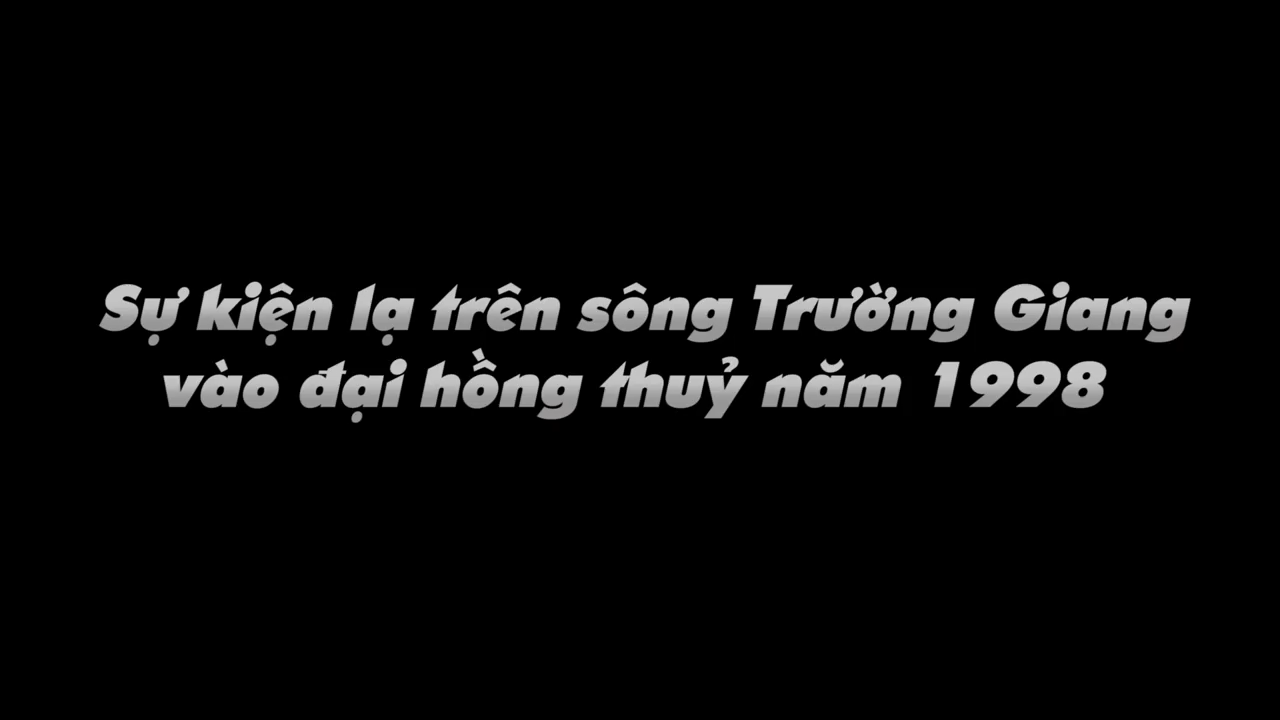 Sự kiện lạ trên sông Trường Giang
vào đại hồng thuỷ năm 1998